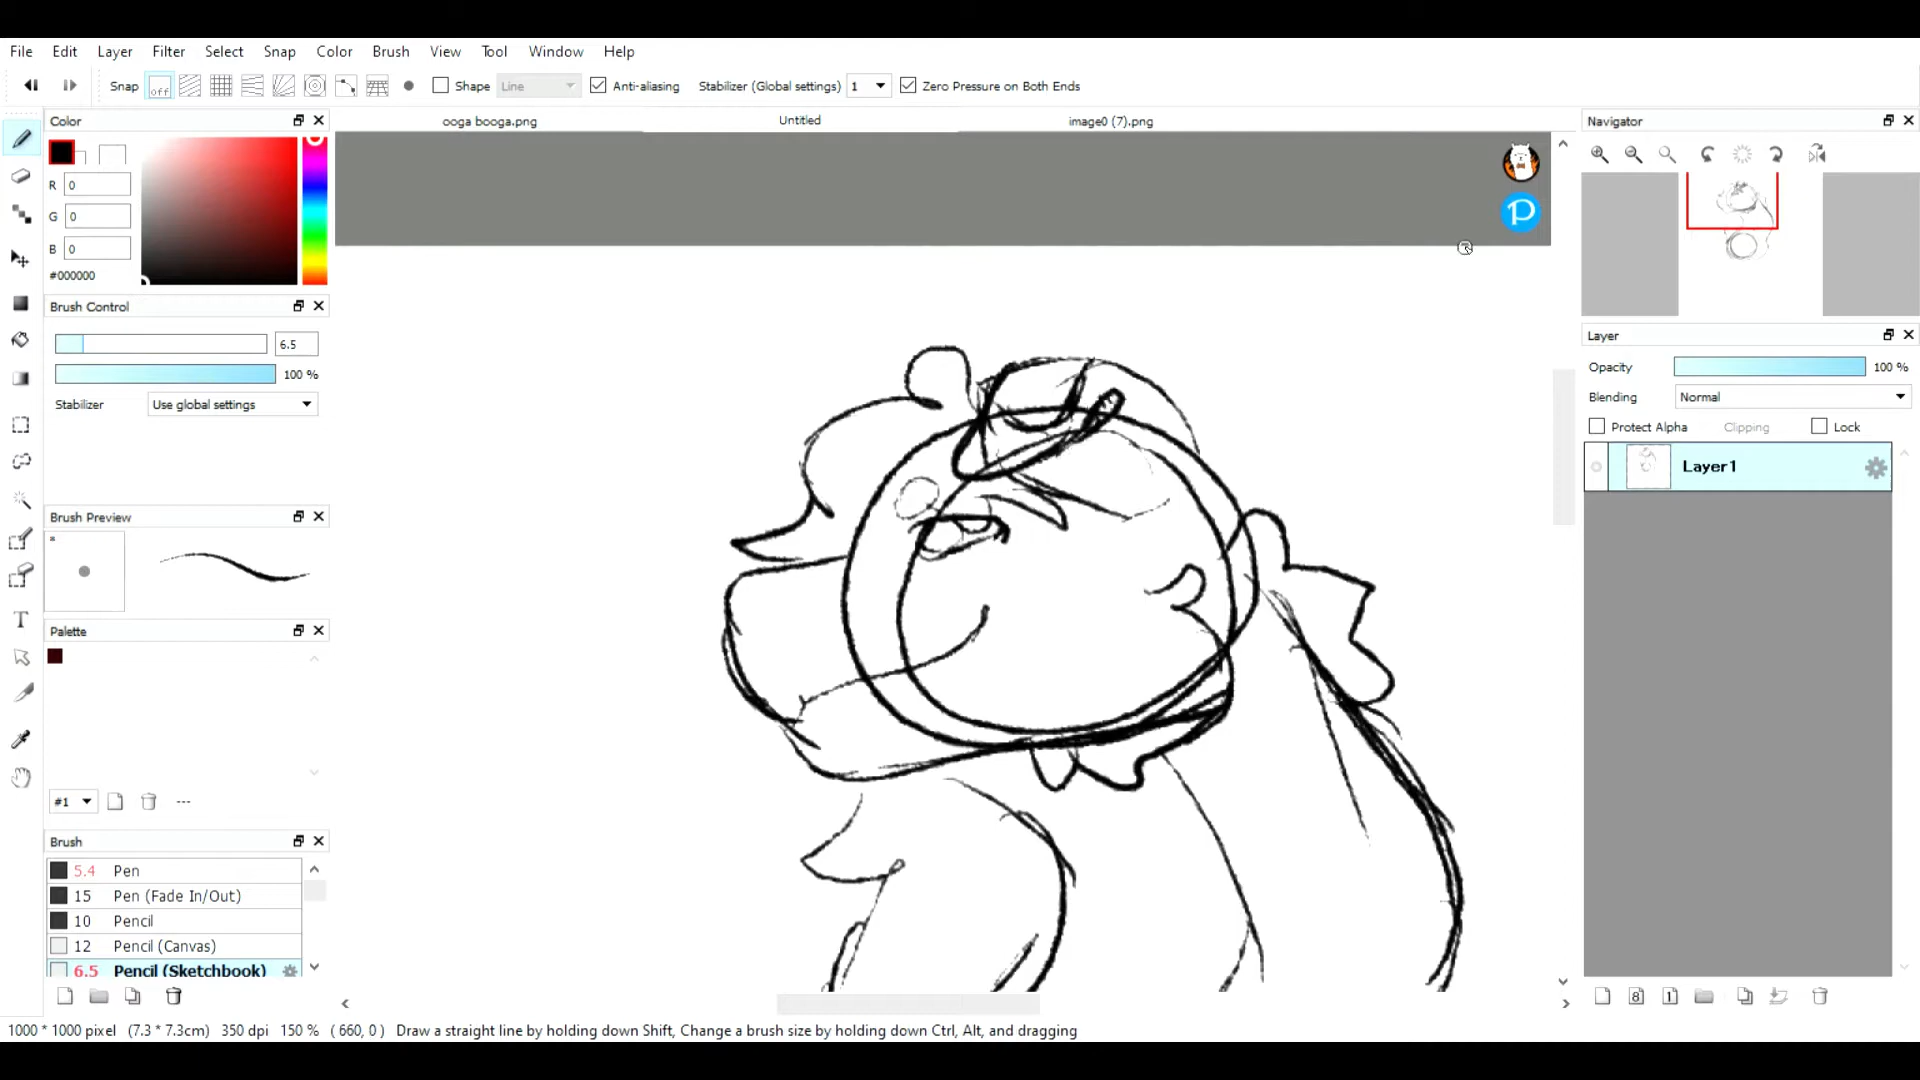 File Edit Layer Filter Select Snap Color Brush View Tool Window Help
Snap off Shape Line Anti-aliasing Stabilizer (Global settings) 1 Zero Pressure on Both Ends
Color
ooga booga.png Untitled image0 (7).png
Navigator
R 0
G 0
B 0
#000000
P
Brush Control
6.5
100 %
Stabilizer Use global settings
Brush Preview
*
Palette
#1 ---
Brush
5.4 Pen
15 Pen (Fade In/Out)
10 Pencil
12 Pencil (Canvas)
6.5 Pencil (Sketchbook)
Layer
Opacity 100 %
Blending Normal
Protect Alpha Clipping Lock
Layer1
8 1
1000 * 1000 pixel (7.3 * 7.3cm) 350 dpi 150 % ( 660, 0 ) Draw a straight line by holding down Shift, Change a brush size by holding down Ctrl, Alt, and dragging